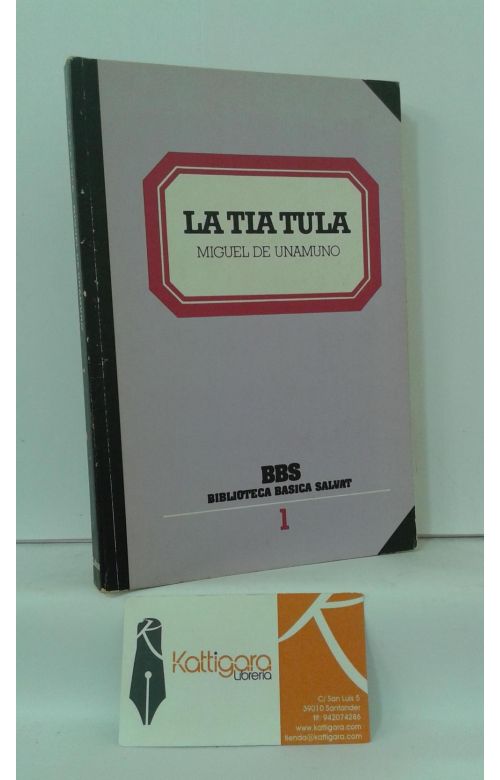 LA TIA TULA
MIGUEL DE UNAMUNO
BBS
BIBLIOTECA BASICA SALVAT
1
Kattigara
Librería
C/ San Luis 5
39010 Santander
tlf: 942074246
www.kattigara.com
tienda@kattigara.com